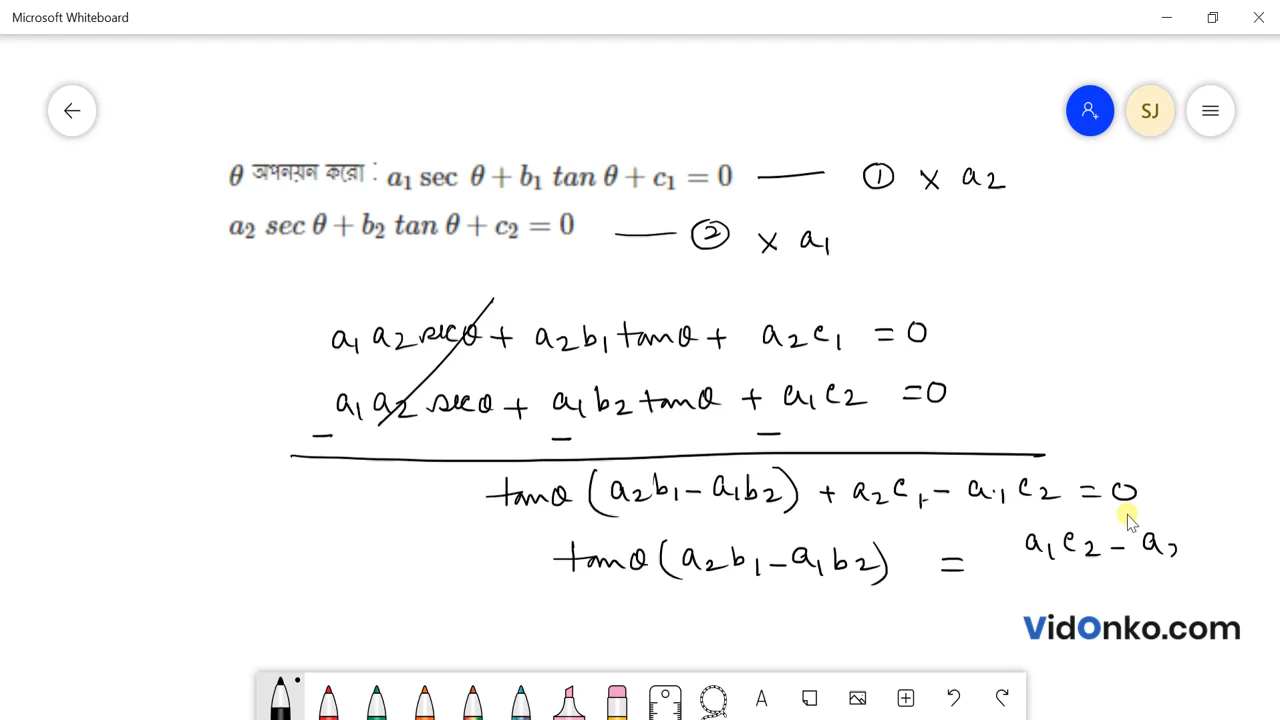 Microsoft Whiteboard
SJ
θ অপনয়ন করো : a₁ sec θ + b₁ tan θ + c₁ = 0 —— ① × a₂
a₂ sec θ + b₂ tan θ + c₂ = 0 —— ② × a₁
a₁ a₂ secθ + a₂b₁ tanθ + a₂c₁ = 0
a₁ a₂ secθ + a₁b₂ tanθ + a₁c₂ = 0
− − −
tanθ (a₂b₁ − a₁b₂) + a₂c₁ − a₁c₂ = 0
tanθ (a₂b₁ − a₁b₂) = a₁c₂ − a₂
VidOnko.com
A